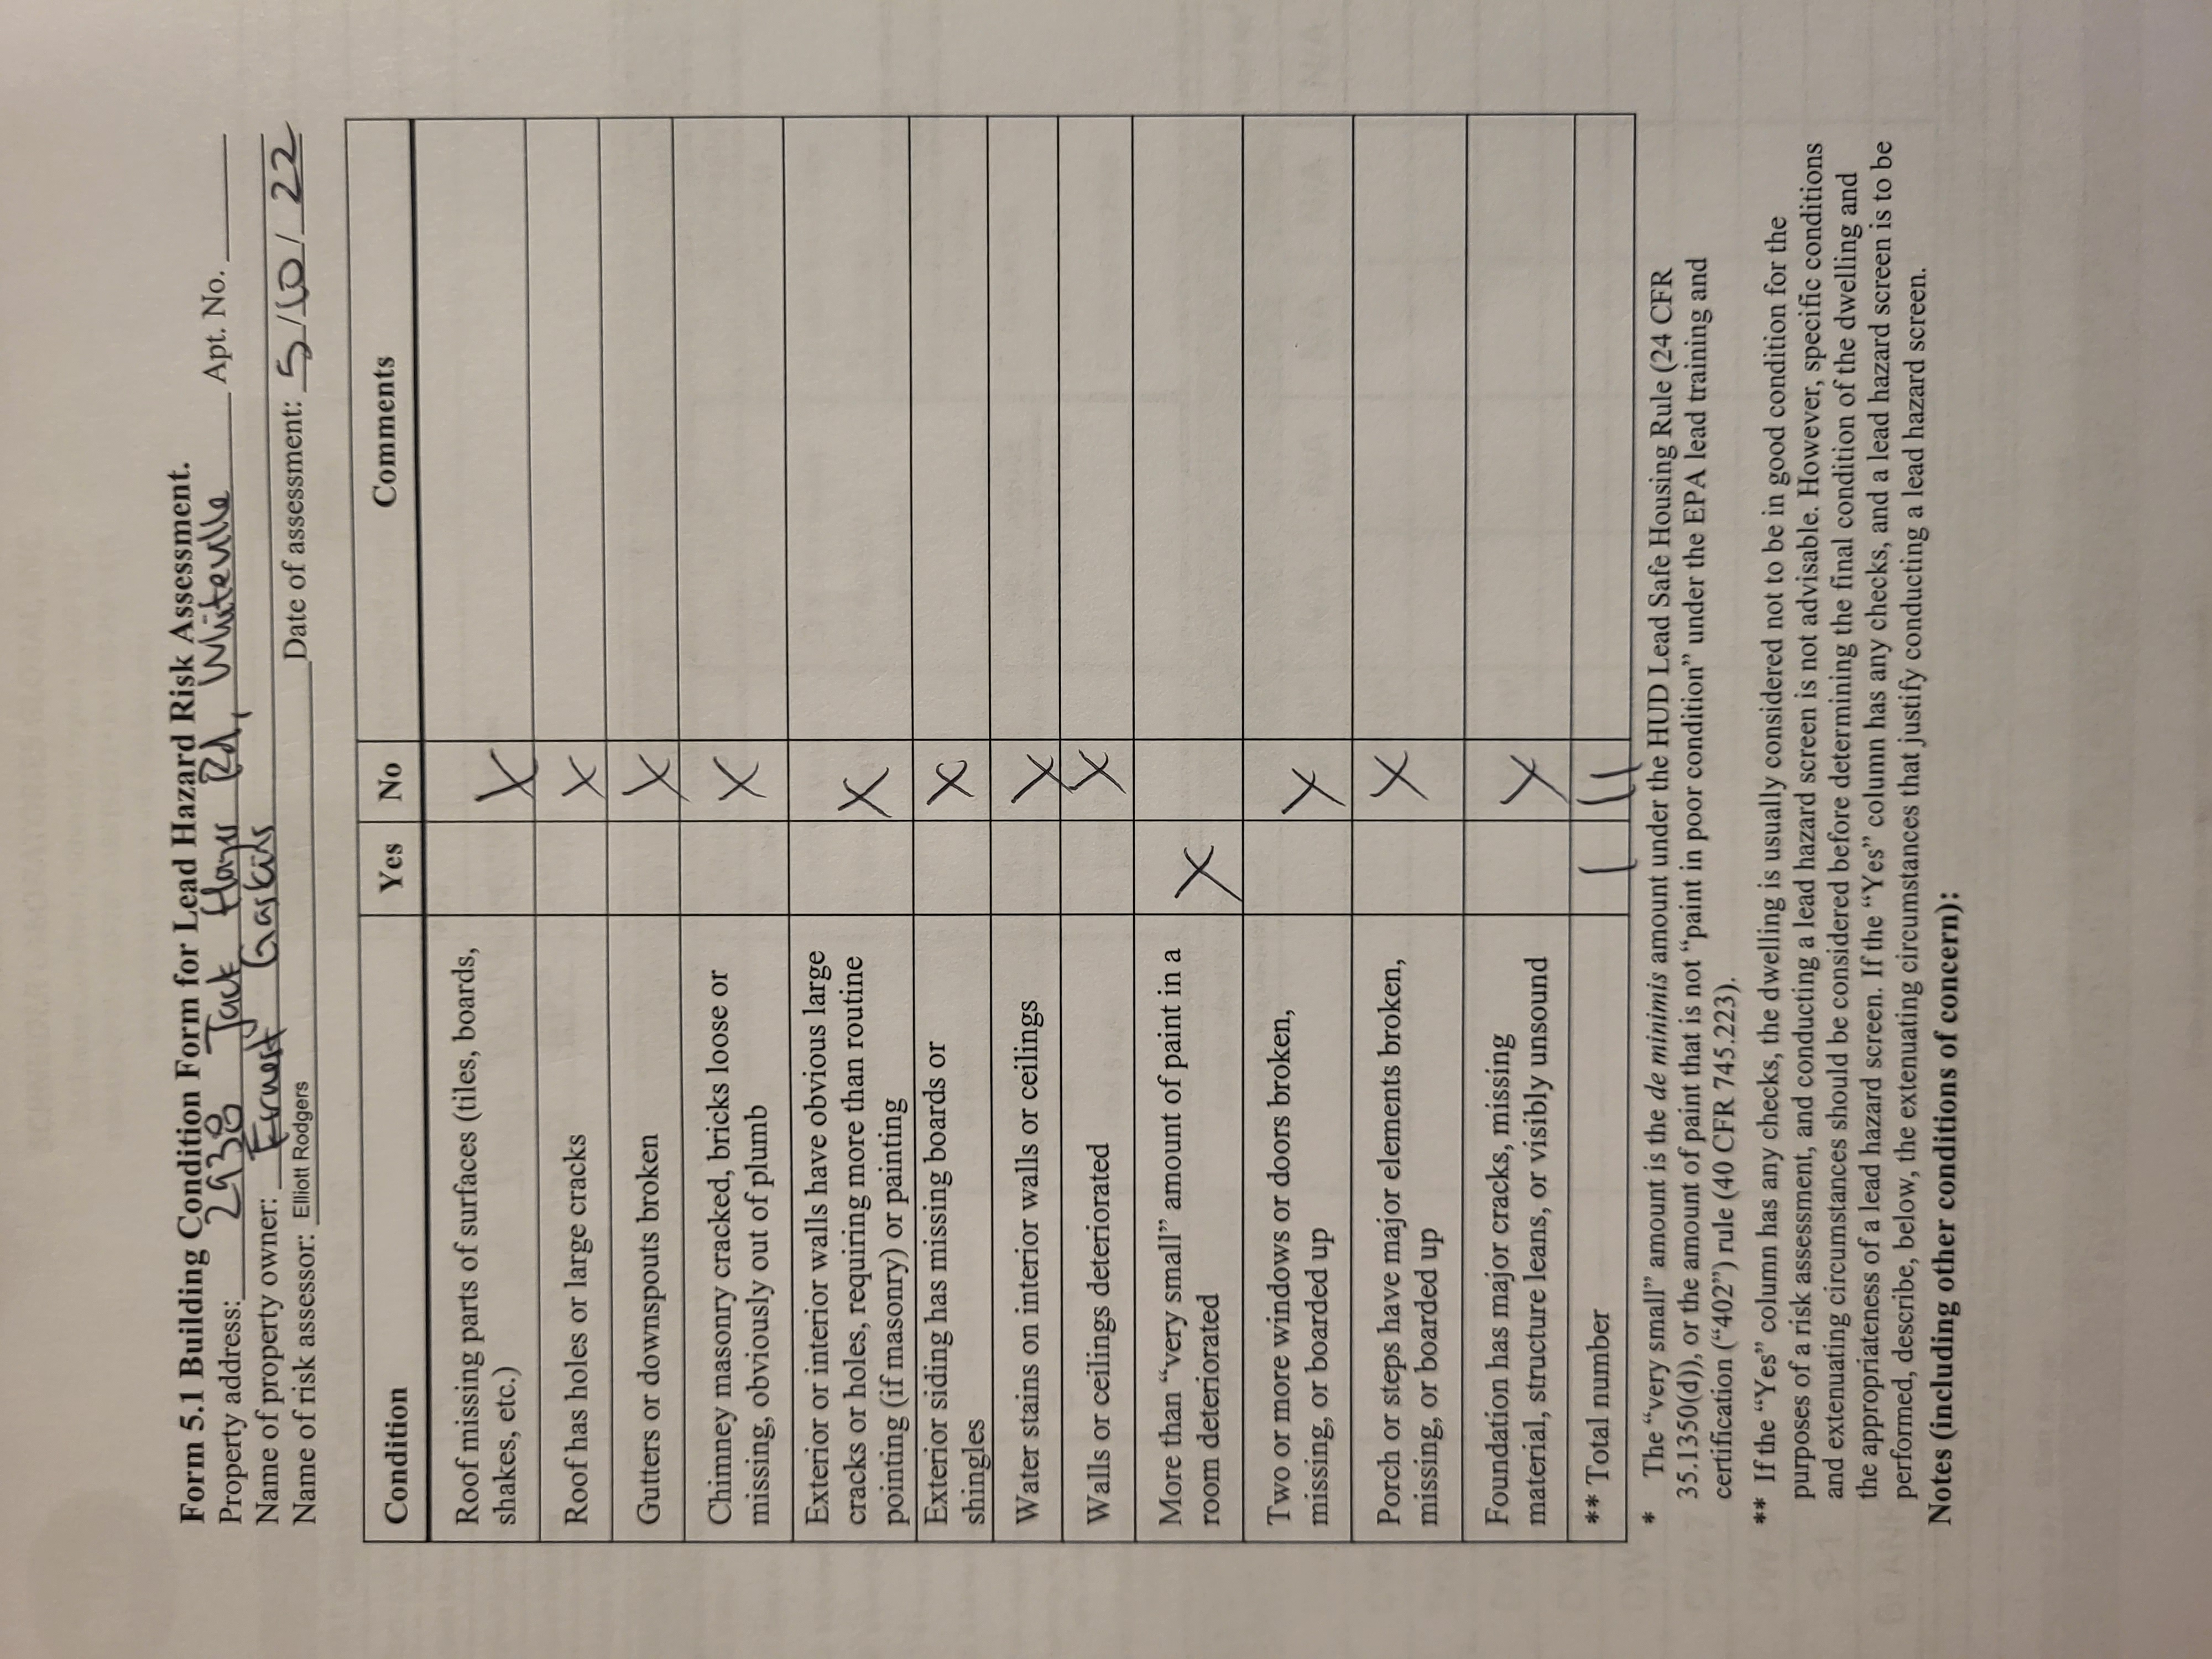 Form 5.1 Building Condition Form for Lead Hazard Risk Assessment.
Property address: 2938 Jack Hays Rd, Whiteville Apt. No.
Name of property owner: Ernest Gaskins
Name of risk assessor: Elliott Rodgers Date of assessment: 5/10/22
Condition Yes No Comments
Roof missing parts of surfaces (tiles, boards,
shakes, etc.) X
Roof has holes or large cracks X
Gutters or downspouts broken X
Chimney masonry cracked, bricks loose or
missing, obviously out of plumb X
Exterior or interior walls have obvious large
cracks or holes, requiring more than routine
pointing (if masonry) or painting X
Exterior siding has missing boards or
shingles X
Water stains on interior walls or ceilings X
Walls or ceilings deteriorated X
More than “very small” amount of paint in a
room deteriorated X
Two or more windows or doors broken,
missing, or boarded up X
Porch or steps have major elements broken,
missing, or boarded up X
Foundation has major cracks, missing
material, structure leans, or visibly unsound X
** Total number 1 11
* The “very small” amount is the de minimis amount under the HUD Lead Safe Housing Rule (24 CFR
35.1350(d)), or the amount of paint that is not “paint in poor condition” under the EPA lead training and
certification (“402”) rule (40 CFR 745.223).
** If the “Yes” column has any checks, the dwelling is usually considered not to be in good condition for the
purposes of a risk assessment, and conducting a lead hazard screen is not advisable. However, specific conditions
and extenuating circumstances should be considered before determining the final condition of the dwelling and
the appropriateness of a lead hazard screen. If the “Yes” column has any checks, and a lead hazard screen is to be
performed, describe, below, the extenuating circumstances that justify conducting a lead hazard screen.
Notes (including other conditions of concern):